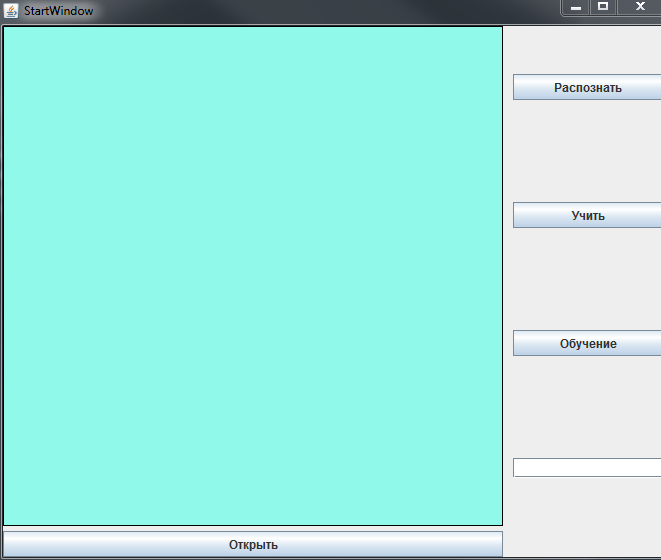 StartWindow
Распознать
Учить
Обучение
Открыть